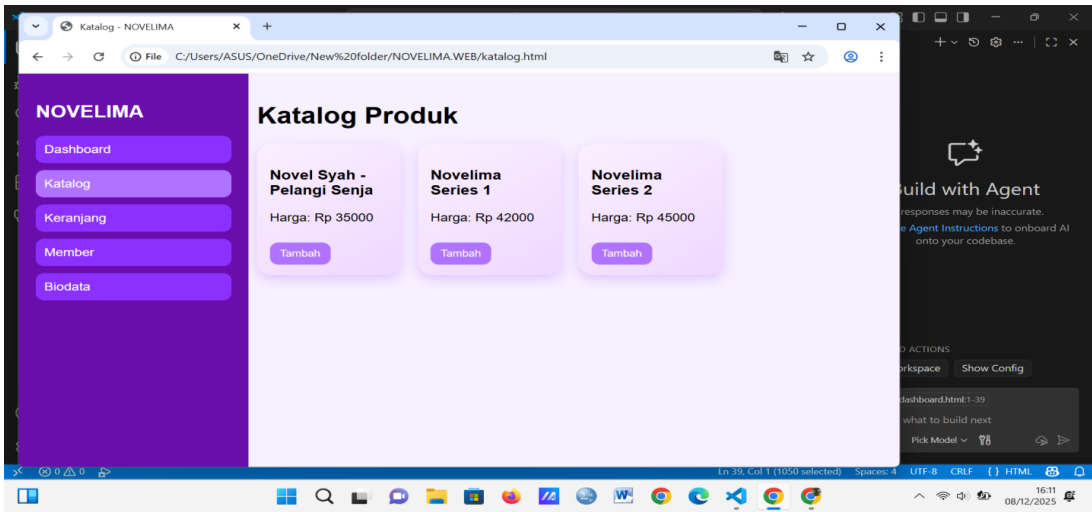 Katalog - NOVELIMA
File C:/Users/ASUS/OneDrive/New%20folder/NOVELIMA.WEB/katalog.html
NOVELIMA
Dashboard
Katalog
Keranjang
Member
Biodata
Katalog Produk
Novel Syah -
Pelangi Senja
Harga: Rp 35000
Tambah
Novelima
Series 1
Harga: Rp 42000
Tambah
Novelima
Series 2
Harga: Rp 45000
Tambah
uild with Agent
responses may be inaccurate.
e Agent Instructions to onboard AI
onto your codebase.
D ACTIONS
orkspace Show Config
dashboard.html:1-39
what to build next
Pick Model
0 0 Ln 39, Col 1 (1050 selected) Spaces: 4 UTF-8 CRLF {} HTML
16:11
08/12/2025